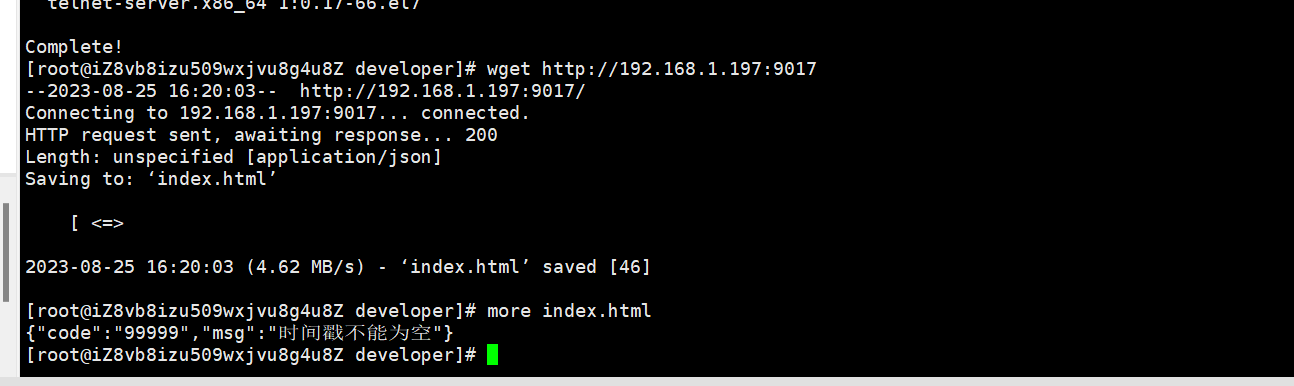 telnet-server.x86_64 1:0.17-66.el7
Complete!
[root@iZ8vb8izu509wxjvu8g4u8Z developer]# wget http://192.168.1.197:9017
--2023-08-25 16:20:03--  http://192.168.1.197:9017/
Connecting to 192.168.1.197:9017... connected.
HTTP request sent, awaiting response... 200
Length: unspecified [application/json]
Saving to: ‘index.html’
[ <=>
2023-08-25 16:20:03 (4.62 MB/s) - ‘index.html’ saved [46]
[root@iZ8vb8izu509wxjvu8g4u8Z developer]# more index.html
{"code":"99999","msg":"时间戳不能为空"}
[root@iZ8vb8izu509wxjvu8g4u8Z developer]#